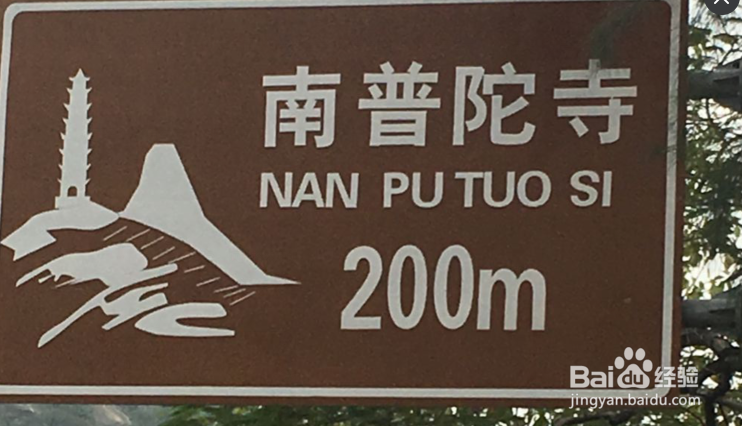 南普陀寺
NAN PU TUO SI
200m
Baidu经验
jingyan.baidu.com